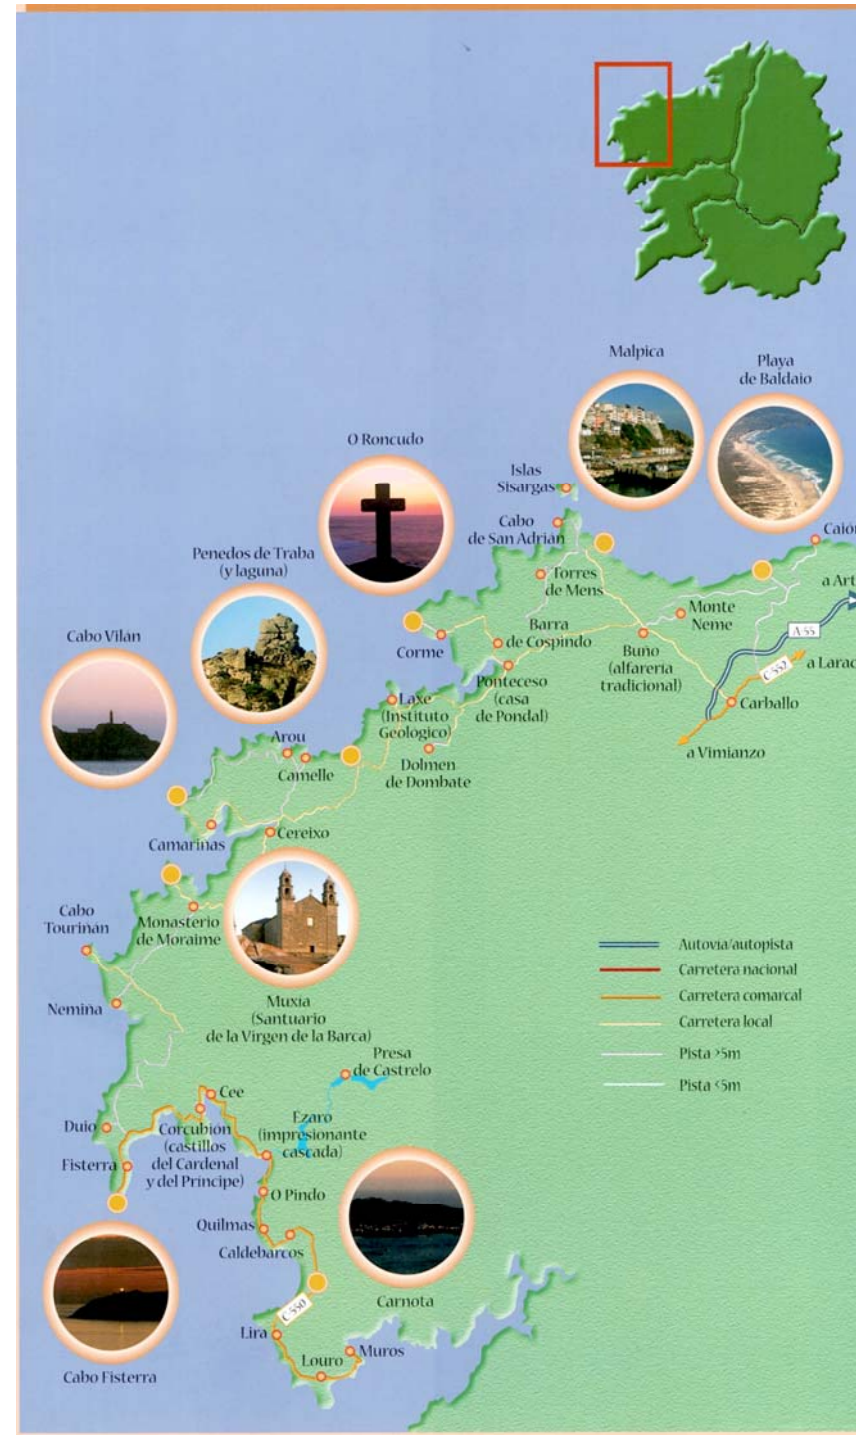 Malpica
Playa
de Baldaio
O Roncudo
Islas
Sisargas
Cabo
de San Adrián
Caión
Penedos de Traba
(y laguna)
Torres
de Mens
a Art
Monte
Neme
A-55
Cabo Vilán
Corme
Barra
de Cospindo
Buño
(alfarería
tradicional)
C-552
a Larac
Ponteceso
(casa
de Pondal)
Laxe
(Instituto
Geologico)
Carballo
Arou
Camelle
Dolmen
de Dombate
a Vimianzo
Camariñas
Cereixo
Cabo
Touriñán
Monasterio
de Moraime
Nemiña
Muxía
(Santuario
de la Virgen de la Barca)
Autovía/autopista
Carretera nacional
Carretera comarcal
Carretera local
Pista >5m
Pista <5m
Presa
de Castrelo
Cee
Duio
Corcubión
(castillos
del Cardenal
y del Príncipe)
Ezaro
(impresionante
cascada)
Fisterra
O Pindo
Quilmas
Caldebarcos
Carnota
C-550
Lira
Louro
Muros
Cabo Fisterra